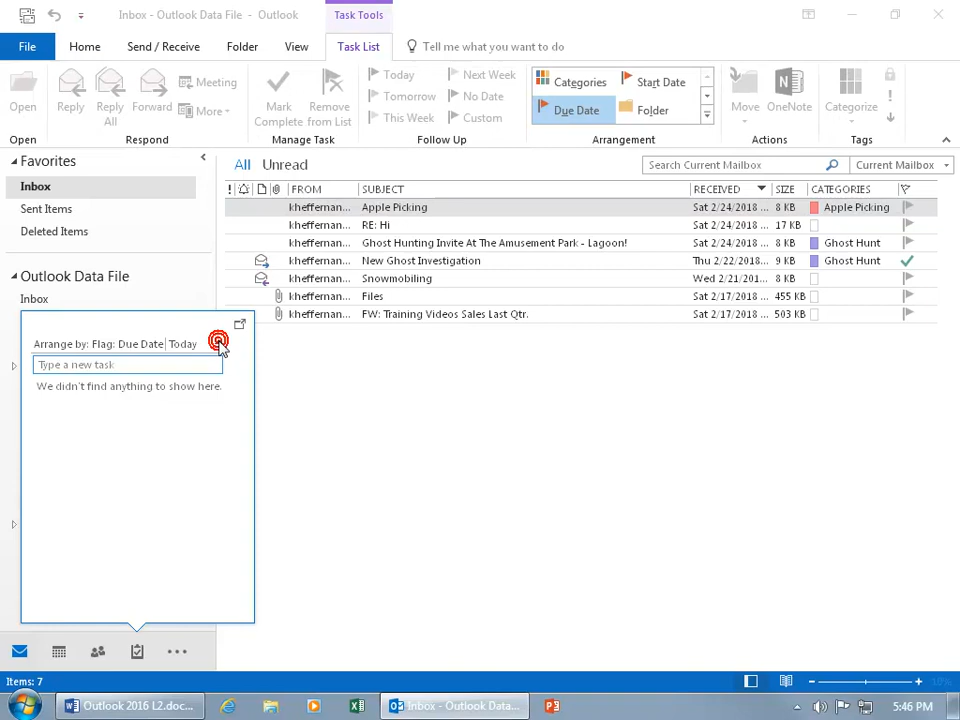 Inbox - Outlook Data File - Outlook
Task Tools
File
Home
Send / Receive
Folder
View
Task List
Tell me what you want to do
Open
Reply
Reply All
Forward
Meeting
More
Mark Complete
Remove from List
Today
Tomorrow
This Week
Next Week
No Date
Custom
Categories
Start Date
Due Date
Folder
Move
OneNote
Categorize
Open
Respond
Manage Task
Follow Up
Arrangement
Actions
Tags
Favorites
Inbox
Sent Items
Deleted Items
Outlook Data File
Inbox
Arrange by: Flag: Due Date Today
Type a new task
We didn't find anything to show here.
All Unread
Search Current Mailbox
Current Mailbox
FROM SUBJECT RECEIVED SIZE CATEGORIES
kheffernan... Apple Picking Sat 2/24/2018 ... 8 KB Apple Picking
kheffernan... RE: Hi Sat 2/24/2018 ... 17 KB
kheffernan... Ghost Hunting Invite At The Amusement Park - Lagoon! Sat 2/24/2018 ... 8 KB Ghost Hunt
kheffernan... New Ghost Investigation Thu 2/22/2018 ... 9 KB Ghost Hunt
kheffernan... Snowmobiling Wed 2/21/201... 8 KB
kheffernan... Files Sat 2/17/2018 ... 455 KB
kheffernan... FW: Training Videos Sales Last Qtr. Sat 2/17/2018 ... 503 KB
Items: 7
Outlook 2016 L2.doc...
Inbox - Outlook Data...
5:46 PM